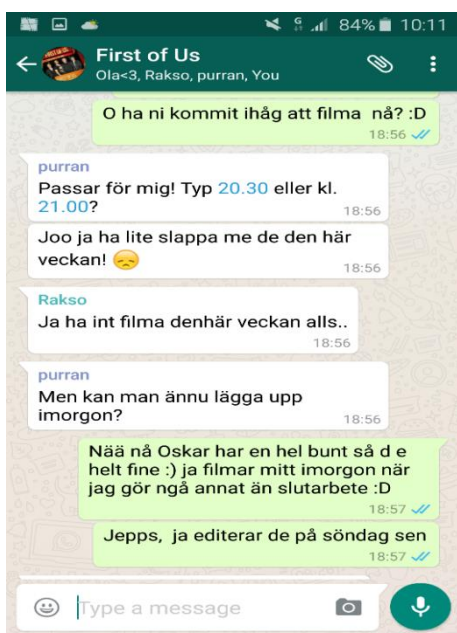 84% 10:11
First of Us
Ola<3, Rakso, purran, You
O ha ni kommit ihåg att filma nå? :D
18:56
purran
Passar för mig! Typ 20.30 eller kl.
21.00?
18:56
Joo ja ha lite slappa me de den här
veckan!
18:56
Rakso
Ja ha int filma denhär veckan alls..
18:56
purran
Men kan man ännu lägga upp
imorgon?
18:56
Nää nå Oskar har en hel bunt så d e
helt fine :) ja filmar mitt imorgon när
jag gör ngå annat än slutarbete :D
18:57
Jepps, ja editerar de på söndag sen
18:57
Type a message